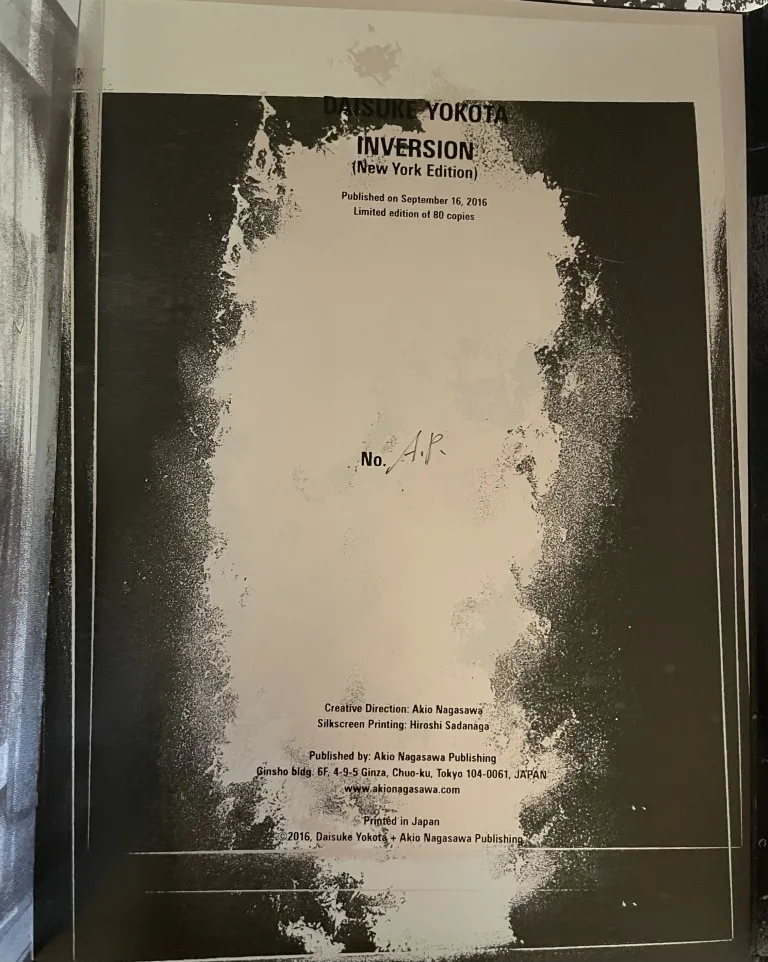 DAISUKE YOKOTA
INVERSION
(New York Edition)
Published on September 16, 2016
Limited edition of 80 copies
No. A.P.
Creative Direction: Akio Nagasawa
Silkscreen Printing: Hiroshi Sadanaga
Published by: Akio Nagasawa Publishing
Ginsho bldg. 6F, 4-9-5 Ginza, Chuo-ku, Tokyo 104-0061, JAPAN
www.akionagasawa.com
Printed in Japan
©2016, Daisuke Yokota + Akio Nagasawa Publishing